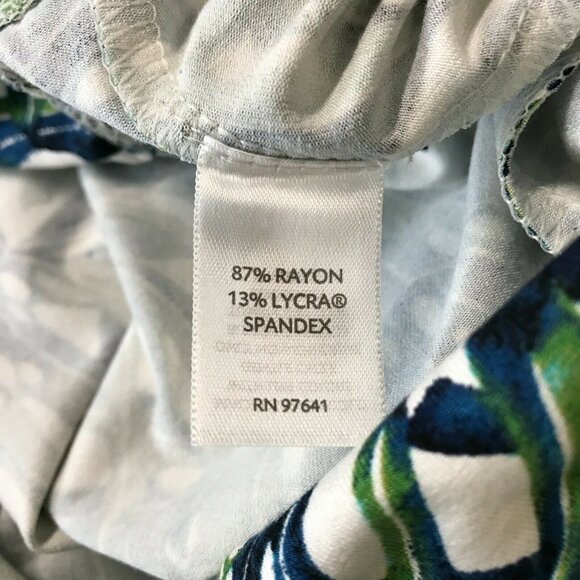 87% RAYON
13% LYCRA®
SPANDEX
RN 97641